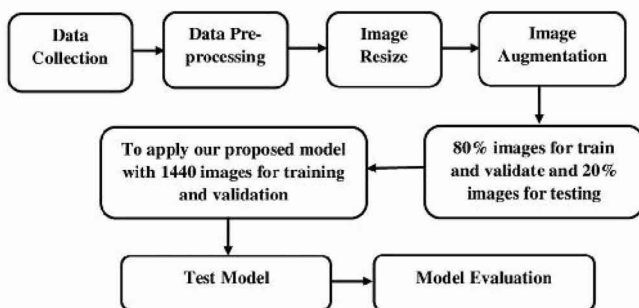 Data
Collection
Data Pre-
processing
Image
Resize
Image
Augmentation
80% images for train
and validate and 20%
images for testing
To apply our proposed model
with 1440 images for training
and validation
Test Model
Model Evaluation